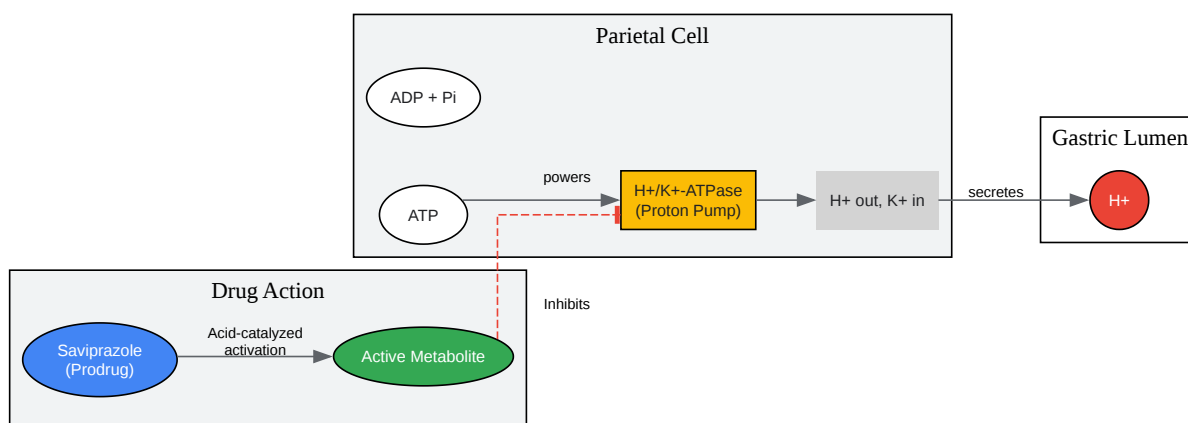 Parietal Cell
ADP + Pi
Gastric Lumen
powers
H+/K+-ATPase
(Proton Pump)
H+ out, K+ in
secretes
H+
ATP
Drug Action
Inhibits
Acid-catalyzed
activation
Saviprazole
(Prodrug)
Active Metabolite